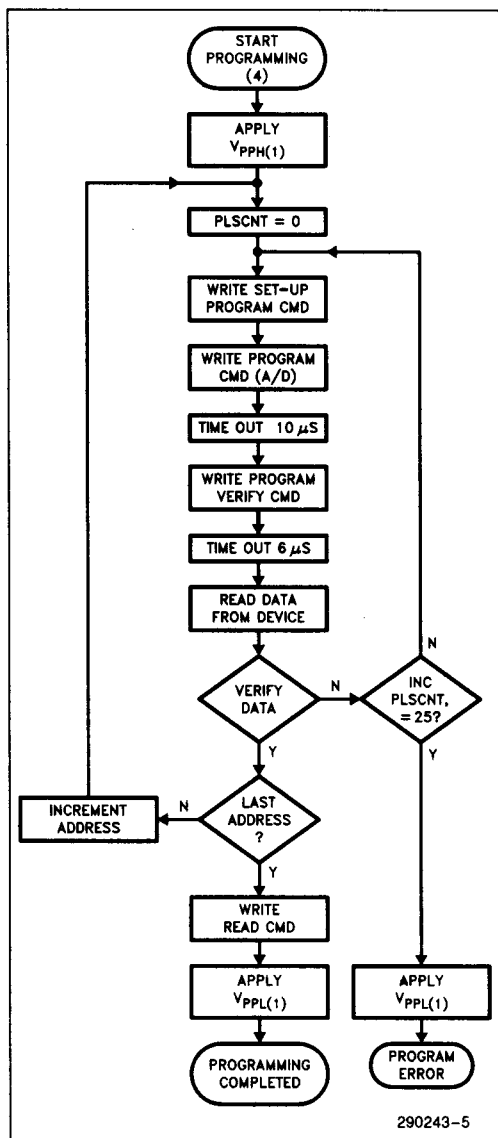 START
PROGRAMMING
(4)
APPLY
VPPH(1)
PLSCNT = 0
WRITE SET-UP
PROGRAM CMD
WRITE PROGRAM
CMD (A/D)
TIME OUT 10 μS
WRITE PROGRAM
VERIFY CMD
TIME OUT 6 μS
READ DATA
FROM DEVICE
VERIFY
DATA
N
Y
INC
PLSCNT,
= 25?
N
Y
LAST
ADDRESS
?
N
Y
INCREMENT
ADDRESS
WRITE
READ CMD
APPLY
VPPL(1)
PROGRAMMING
COMPLETED
APPLY
VPPL(1)
PROGRAM
ERROR
290243-5